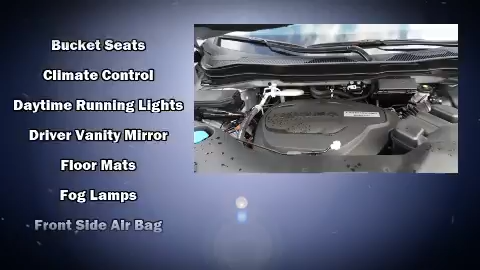 Bucket Seats
Climate Control
Daytime Running Lights
Driver Vanity Mirror
Floor Mats
Fog Lamps
Front Side Air Bag